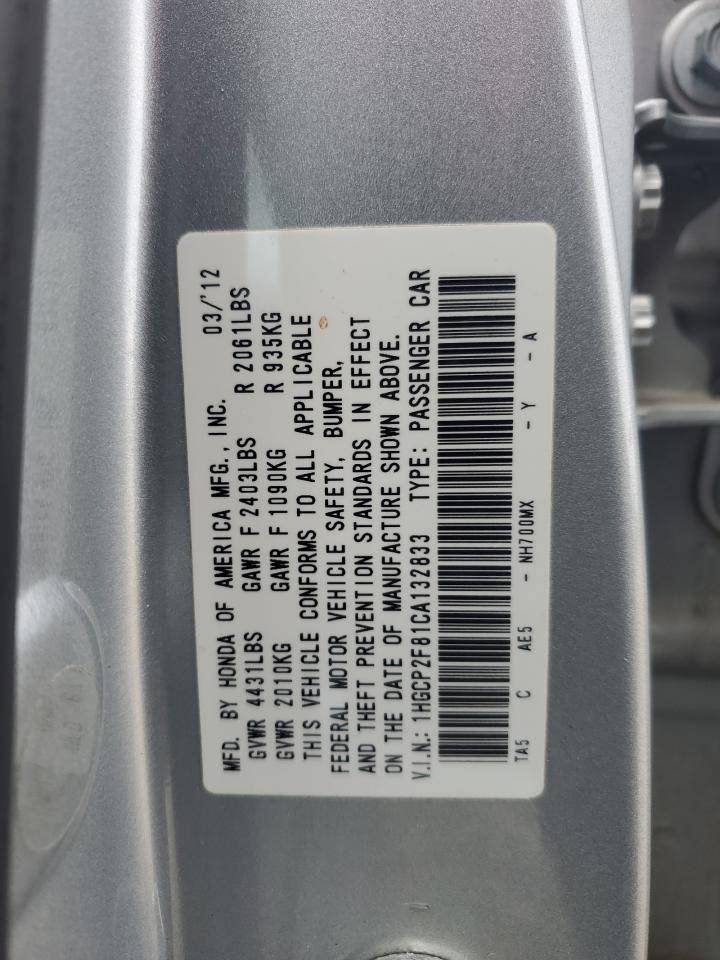 MFD. BY HONDA OF AMERICA MFG., INC. 03/'12
GVWR 4431LBS GAWR F 2403LBS R 2061LBS
GVWR 2010KG GAWR F 1090KG R 935KG
THIS VEHICLE CONFORMS TO ALL APPLICABLE
FEDERAL MOTOR VEHICLE SAFETY, BUMPER,
AND THEFT PREVENTION STANDARDS IN EFFECT
ON THE DATE OF MANUFACTURE SHOWN ABOVE.
V.I.N.: 1HGCP2F81CA132833 TYPE: PASSENGER CAR
TA5 C AE5 - NH700MX - Y - A